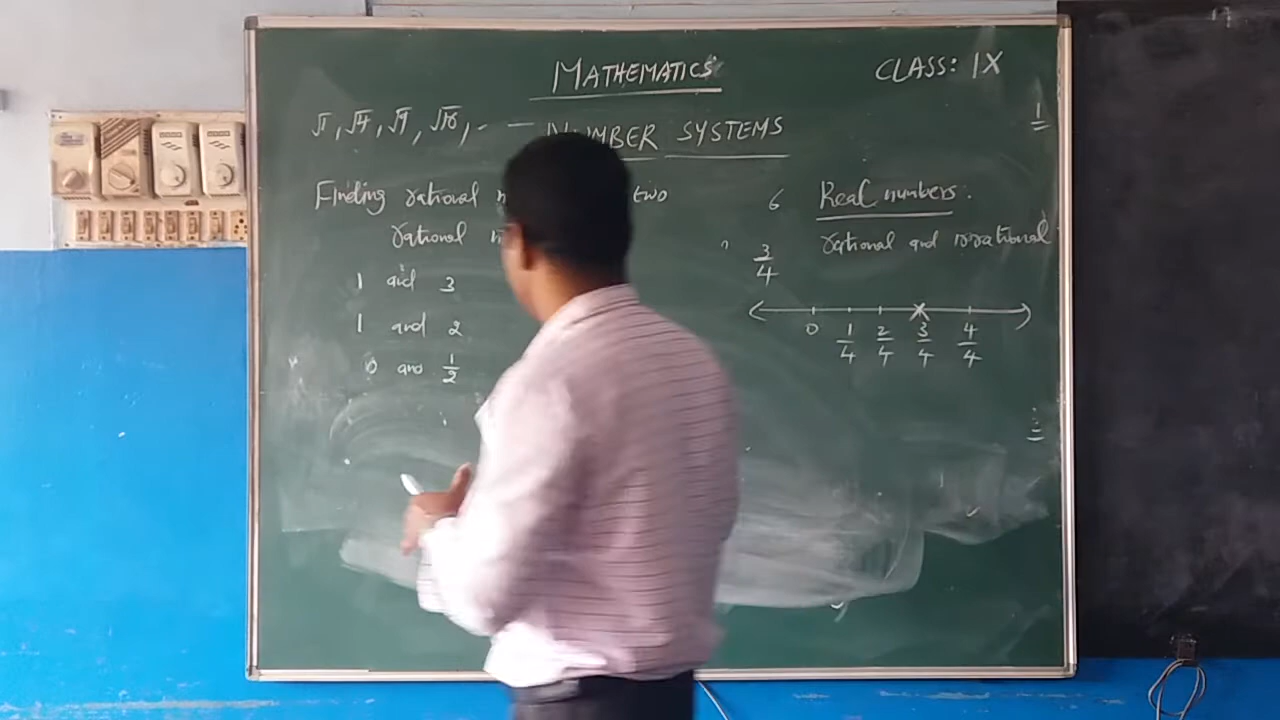 MATHEMATICS
CLASS: IX
√1, √4, √9, √16, - -
NUMBER SYSTEMS
1
Finding rational two
rational
1 and 3
1 and 2
0 and 1/2
6 Real numbers.
rational and irrational
3/4
0 1/4 2/4 3/4 4/4